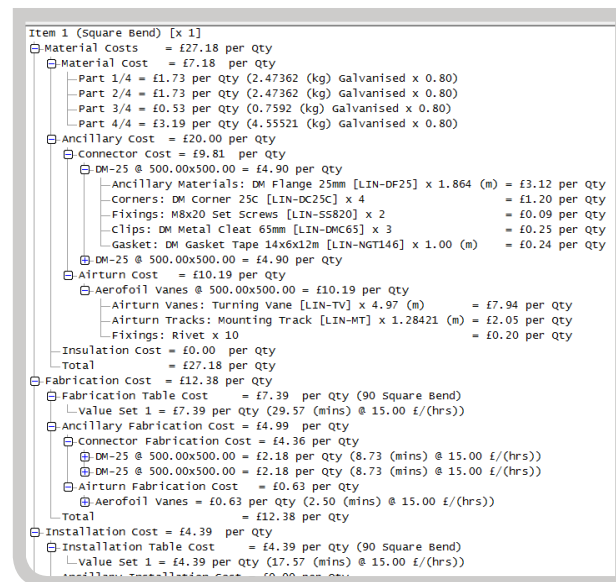 Item 1 (Square Bend) [x 1]
Material Costs = £27.18 per Qty
Material Cost = £7.18 per Qty
Part 1/4 = £1.73 per Qty (2.47362 (kg) Galvanised x 0.80)
Part 2/4 = £1.73 per Qty (2.47362 (kg) Galvanised x 0.80)
Part 3/4 = £0.53 per Qty (0.7592 (kg) Galvanised x 0.80)
Part 4/4 = £3.19 per Qty (4.55521 (kg) Galvanised x 0.80)
Ancillary Cost = £20.00 per Qty
Connector Cost = £9.81 per Qty
DM-25 @ 500.00x500.00 = £4.90 per Qty
Ancillary Materials: DM Flange 25mm [LIN-DF25] x 1.864 (m) = £3.12 per Qty
Corners: DM Corner 25C [LIN-DC25C] x 4 = £1.20 per Qty
Fixings: M8x20 Set Screws [LIN-SS820] x 2 = £0.09 per Qty
Clips: DM Metal Cleat 65mm [LIN-DMC65] x 3 = £0.25 per Qty
Gasket: DM Gasket Tape 14x6x12m [LIN-NGT146] x 1.00 (m) = £0.24 per Qty
DM-25 @ 500.00x500.00 = £4.90 per Qty
Airturn Cost = £10.19 per Qty
Aerofoil Vanes @ 500.00x500.00 = £10.19 per Qty
Airturn Vanes: Turning Vane [LIN-TV] x 4.97 (m) = £7.94 per Qty
Airturn Tracks: Mounting Track [LIN-MT] x 1.28421 (m) = £2.05 per Qty
Fixings: Rivet x 10 = £0.20 per Qty
Insulation Cost = £0.00 per Qty
Total = £27.18 per Qty
Fabrication Cost = £12.38 per Qty
Fabrication Table Cost = £7.39 per Qty (90 Square Bend)
Value Set 1 = £7.39 per Qty (29.57 (mins) @ 15.00 £/(hrs))
Ancillary Fabrication Cost = £4.99 per Qty
Connector Fabrication Cost = £4.36 per Qty
DM-25 @ 500.00x500.00 = £2.18 per Qty (8.73 (mins) @ 15.00 £/(hrs))
DM-25 @ 500.00x500.00 = £2.18 per Qty (8.73 (mins) @ 15.00 £/(hrs))
Airturn Fabrication Cost = £0.63 per Qty
Aerofoil Vanes = £0.63 per Qty (2.50 (mins) @ 15.00 £/(hrs))
Total = £12.38 per Qty
Installation Cost = £4.39 per Qty
Installation Table Cost = £4.39 per Qty (90 Square Bend)
Value Set 1 = £4.39 per Qty (17.57 (mins) @ 15.00 £/(hrs))